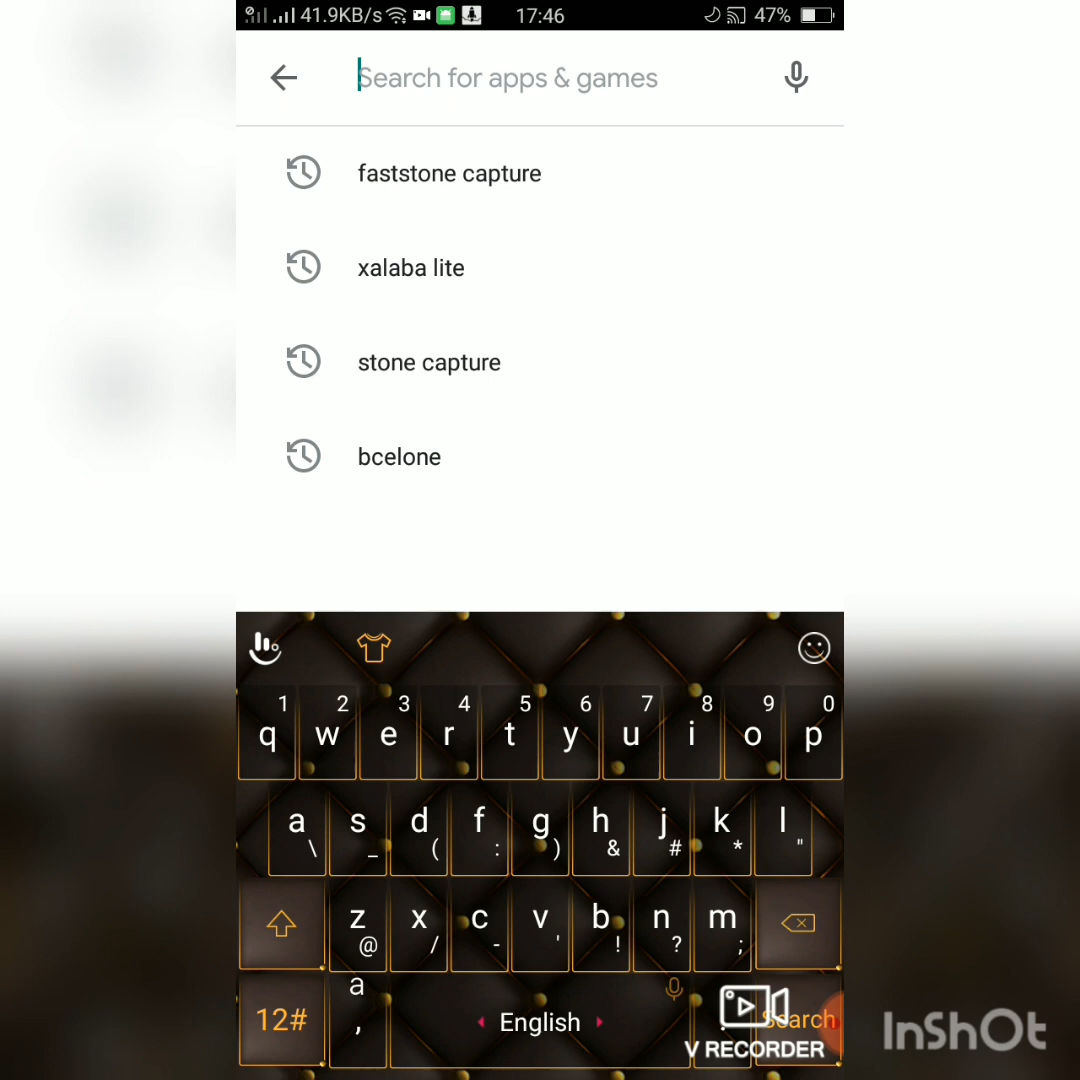 41.9KB/s 17:46 47%
Search for apps & games
faststone capture
xalaba lite
stone capture
bcelone
1 2 3 4 5 6 7 8 9 0
q w e r t y u i o p
a s d f g h j k l
\ _ ( : ) & # * "
z x c v b n m
@ / - ' ! ? ;
a
12# , English Search
V RECORDER
InShOt